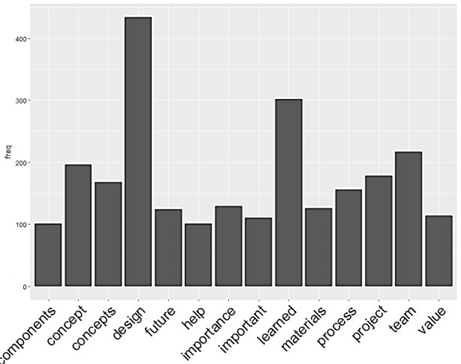 400
300
200
100
0
freq
components
concept
concepts
design
future
help
importance
important
learned
materials
process
project
team
value